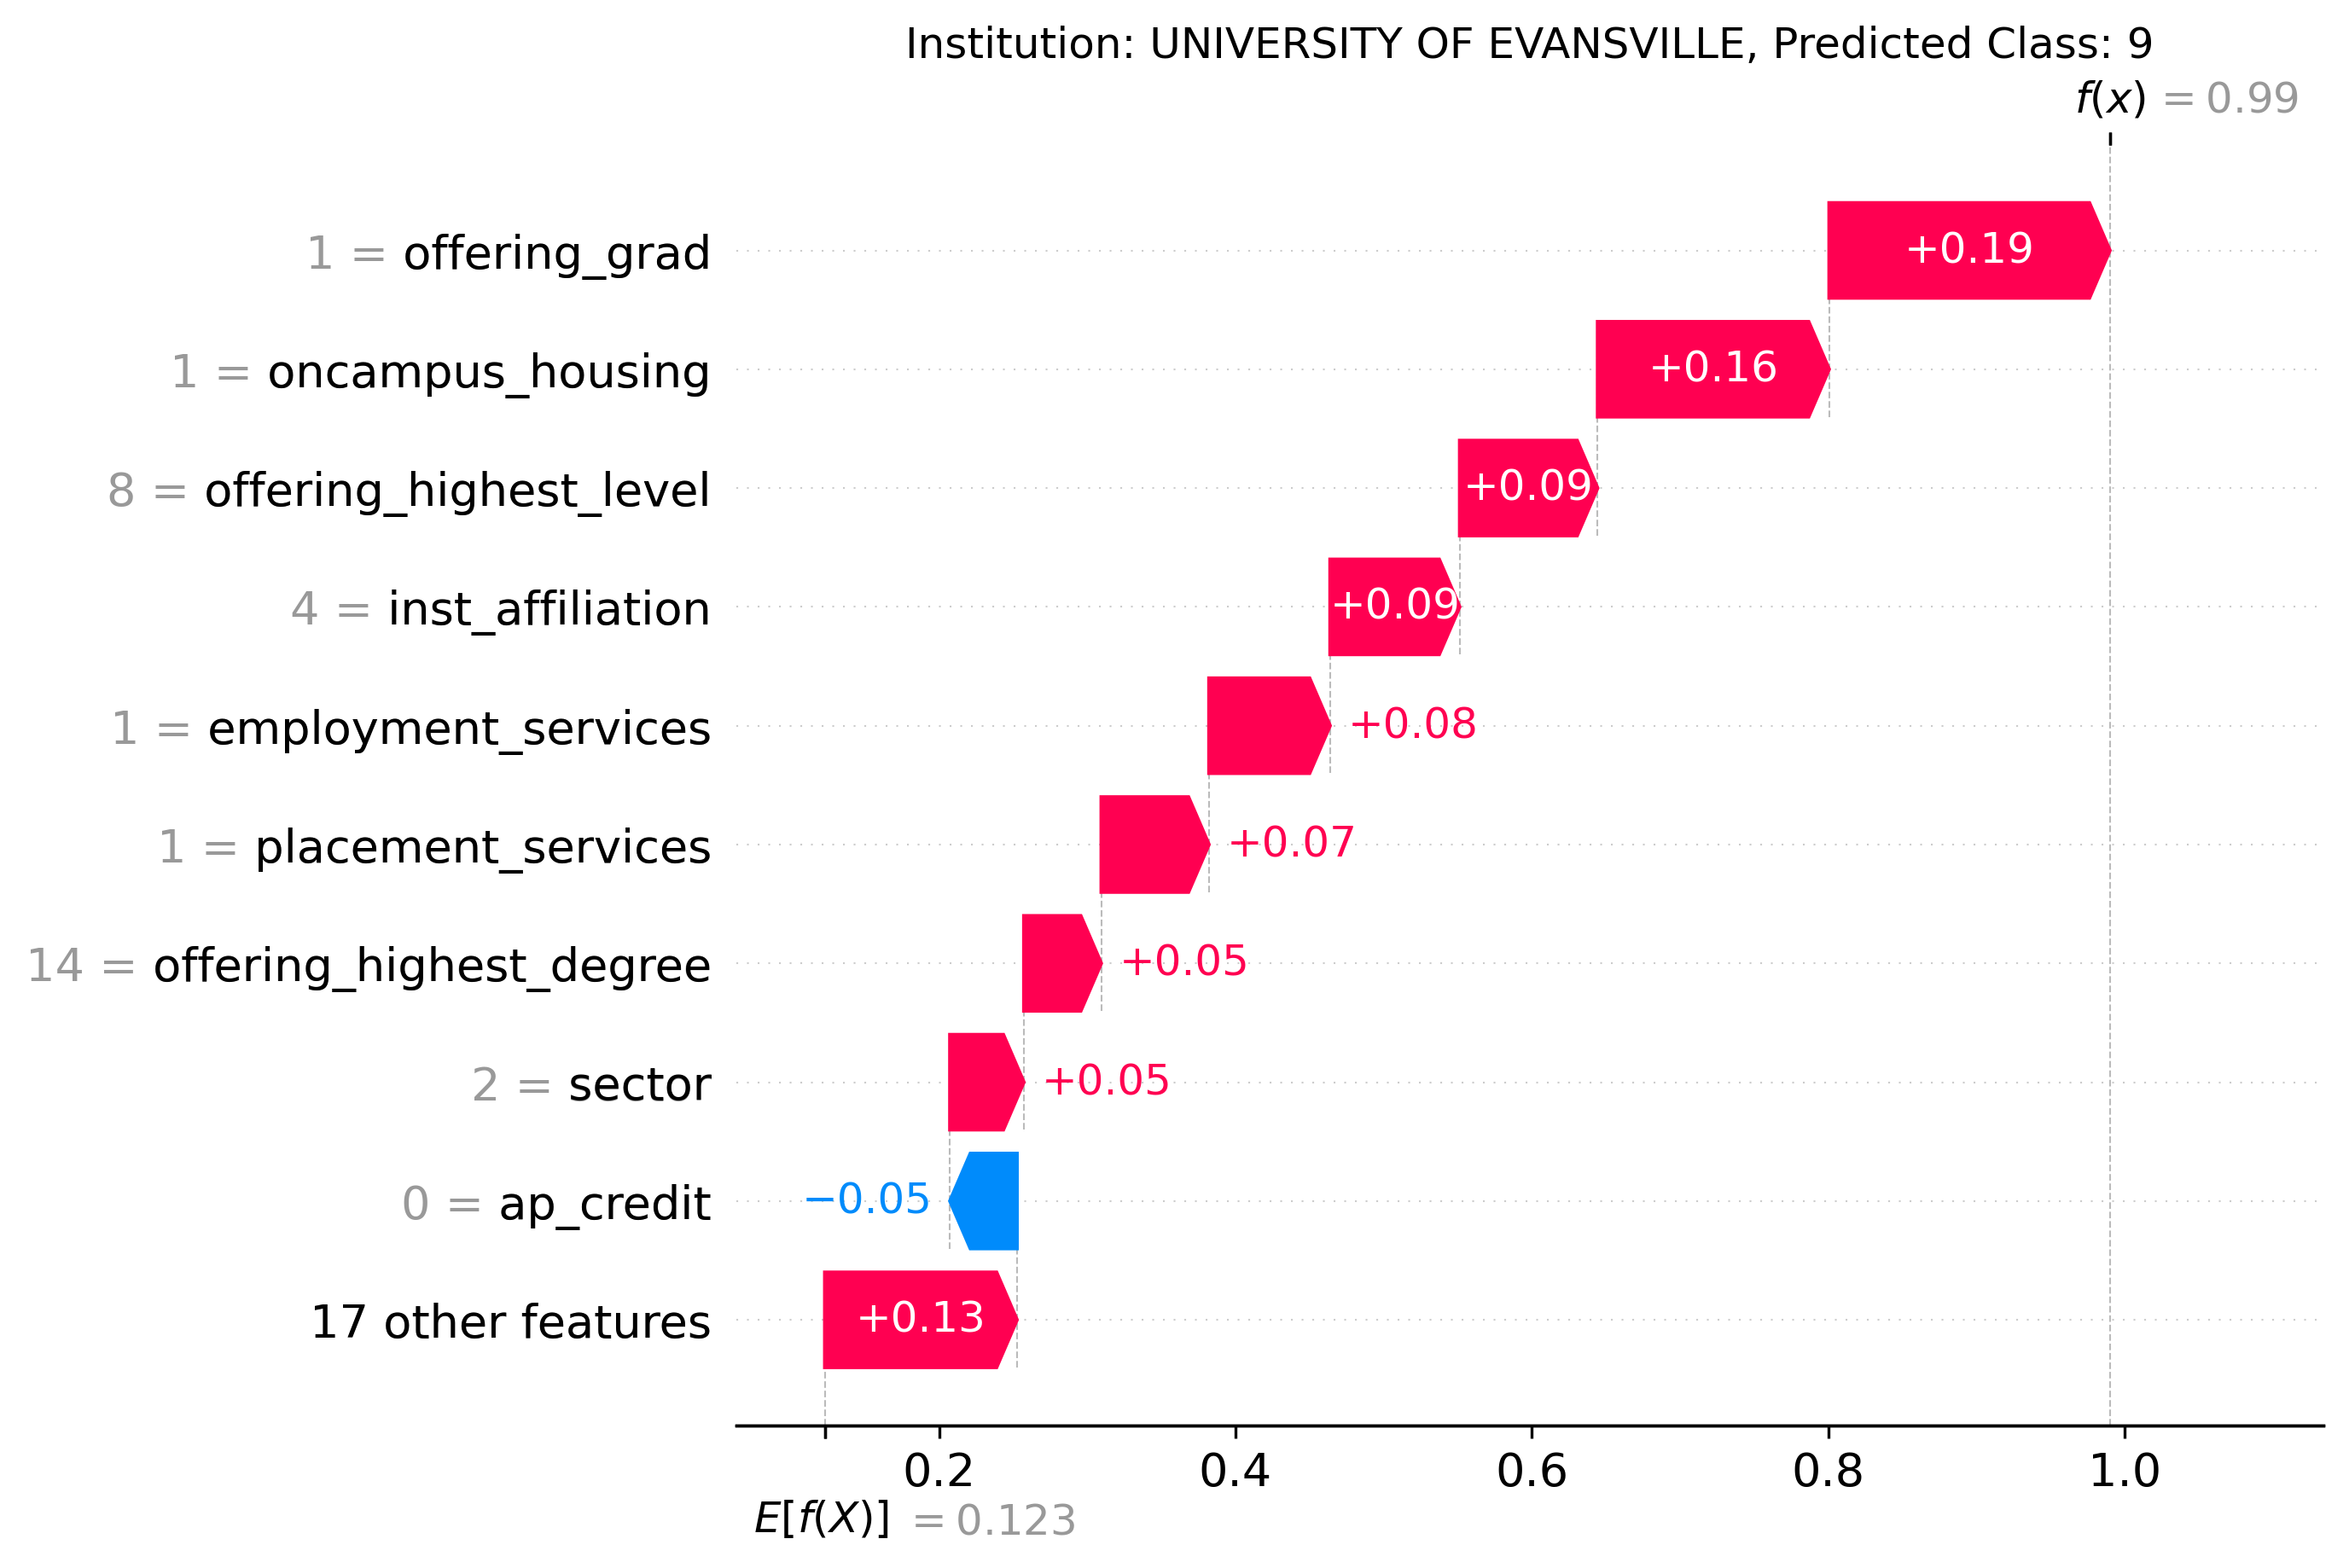 Institution: UNIVERSITY OF EVANSVILLE, Predicted Class: 9
f(x) = 0.99
1 = offering_grad +0.19
1 = oncampus_housing +0.16
8 = offering_highest_level +0.09
4 = inst_affiliation +0.09
1 = employment_services +0.08
1 = placement_services +0.07
14 = offering_highest_degree +0.05
2 = sector +0.05
0 = ap_credit −0.05
17 other features +0.13
0.2 0.4 0.6 0.8 1.0
E[f(X)] = 0.123